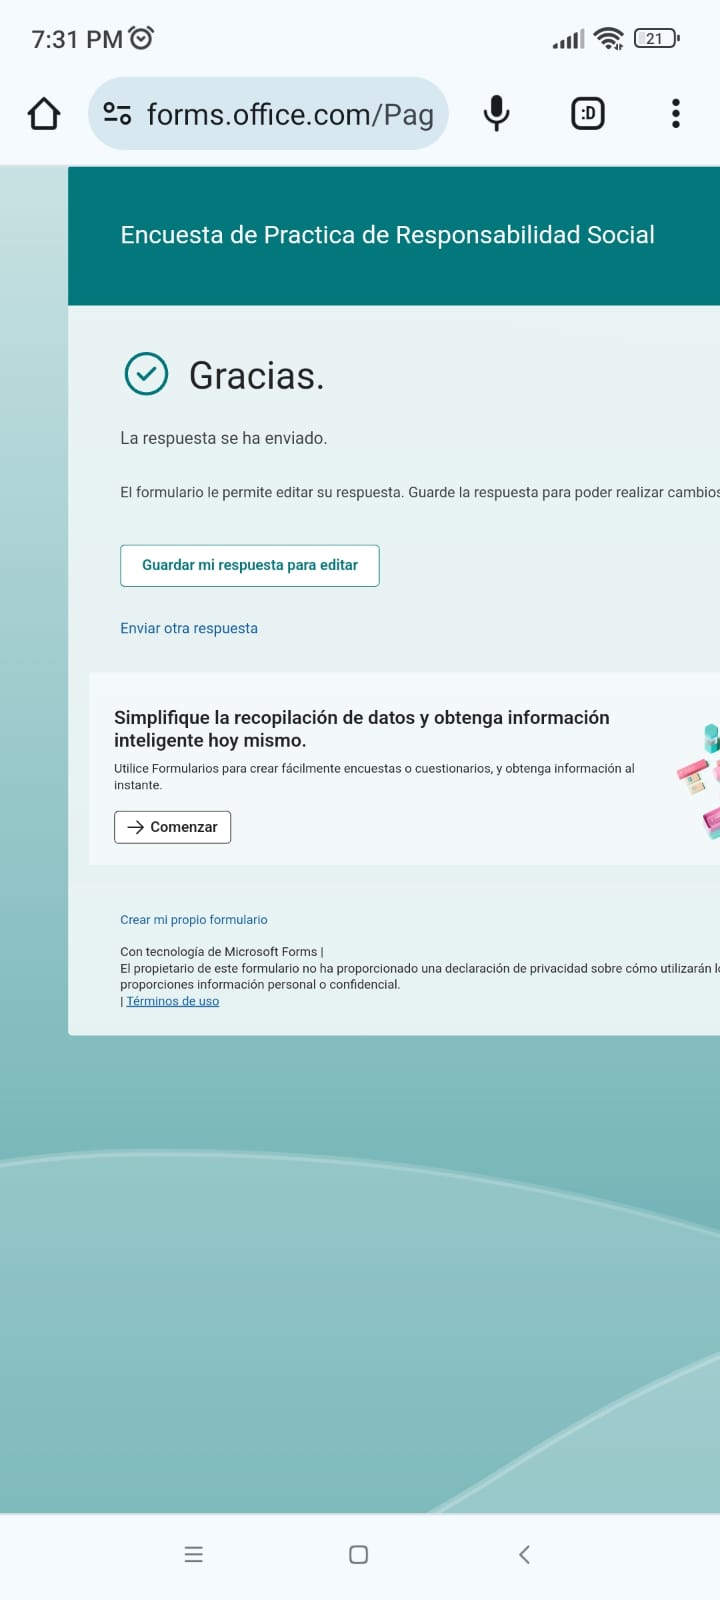 7:31 PM
21
forms.office.com/Pag
:D
Encuesta de Practica de Responsabilidad Social
Gracias.
La respuesta se ha enviado.
El formulario le permite editar su respuesta. Guarde la respuesta para poder realizar cambios
Guardar mi respuesta para editar
Enviar otra respuesta
Simplifique la recopilación de datos y obtenga información
inteligente hoy mismo.
Utilice Formularios para crear fácilmente encuestas o cuestionarios, y obtenga información al
instante.
Comenzar
Crear mi propio formulario
Con tecnología de Microsoft Forms |
El propietario de este formulario no ha proporcionado una declaración de privacidad sobre cómo utilizarán
proporciones información personal o confidencial.
| Términos de uso